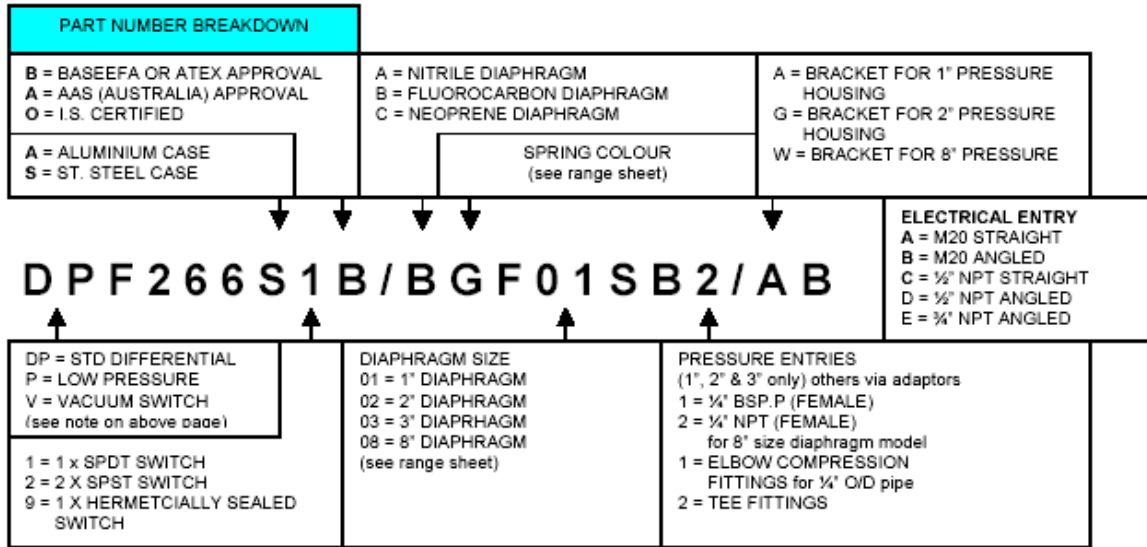 PART NUMBER BREAKDOWN
B = BASEEFA OR ATEX APPROVAL
A = AAS (AUSTRALIA) APPROVAL
O = I.S. CERTIFIED
A = ALUMINIUM CASE
S = ST. STEEL CASE
A = NITRILE DIAPHRAGM
B = FLUOROCARBON DIAPHRAGM
C = NEOPRENE DIAPHRAGM
SPRING COLOUR
(see range sheet)
A = BRACKET FOR 1" PRESSURE
HOUSING
G = BRACKET FOR 2" PRESSURE
HOUSING
W = BRACKET FOR 8" PRESSURE
ELECTRICAL ENTRY
A = M20 STRAIGHT
B = M20 ANGLED
C = ½" NPT STRAIGHT
D = ½" NPT ANGLED
E = ¾" NPT ANGLED
D P F 2 6 6 S 1 B / B G F 0 1 S B 2 / A B
DP = STD DIFFERENTIAL
P = LOW PRESSURE
V = VACUUM SWITCH
(see note on above page)
1 = 1 x SPDT SWITCH
2 = 2 X SPST SWITCH
9 = 1 X HERMETCIALLY SEALED
SWITCH
DIAPHRAGM SIZE
01 = 1" DIAPHRAGM
02 = 2" DIAPHRAGM
03 = 3" DIAPRHAGM
08 = 8" DIAPHRAGM
(see range sheet)
PRESSURE ENTRIES
(1", 2" & 3" only) others via adaptors
1 = ¼" BSP.P (FEMALE)
2 = ¼" NPT (FEMALE)
for 8" size diaphragm model
1 = ELBOW COMPRESSION
FITTINGS for ¼" O/D pipe
2 = TEE FITTINGS